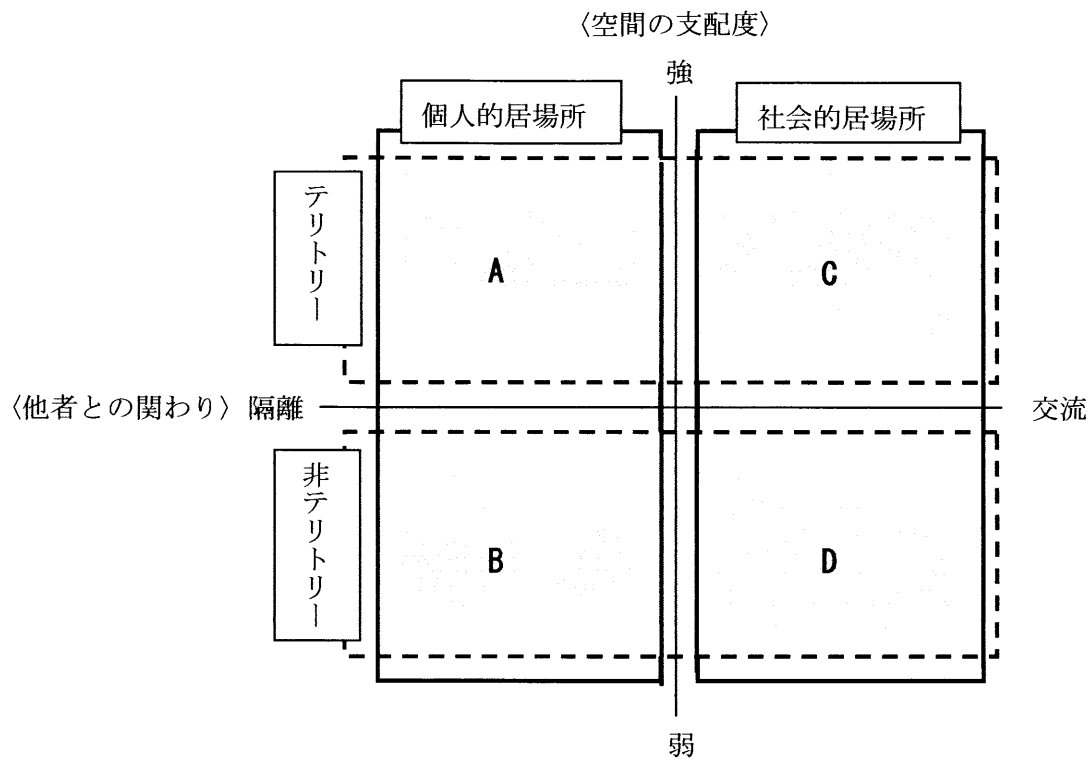 〈空間の支配度〉
強
個人的居場所
社会的居場所
テリトリー
A
C
〈他者との関わり〉隔離
交流
非テリトリー
B
D
弱